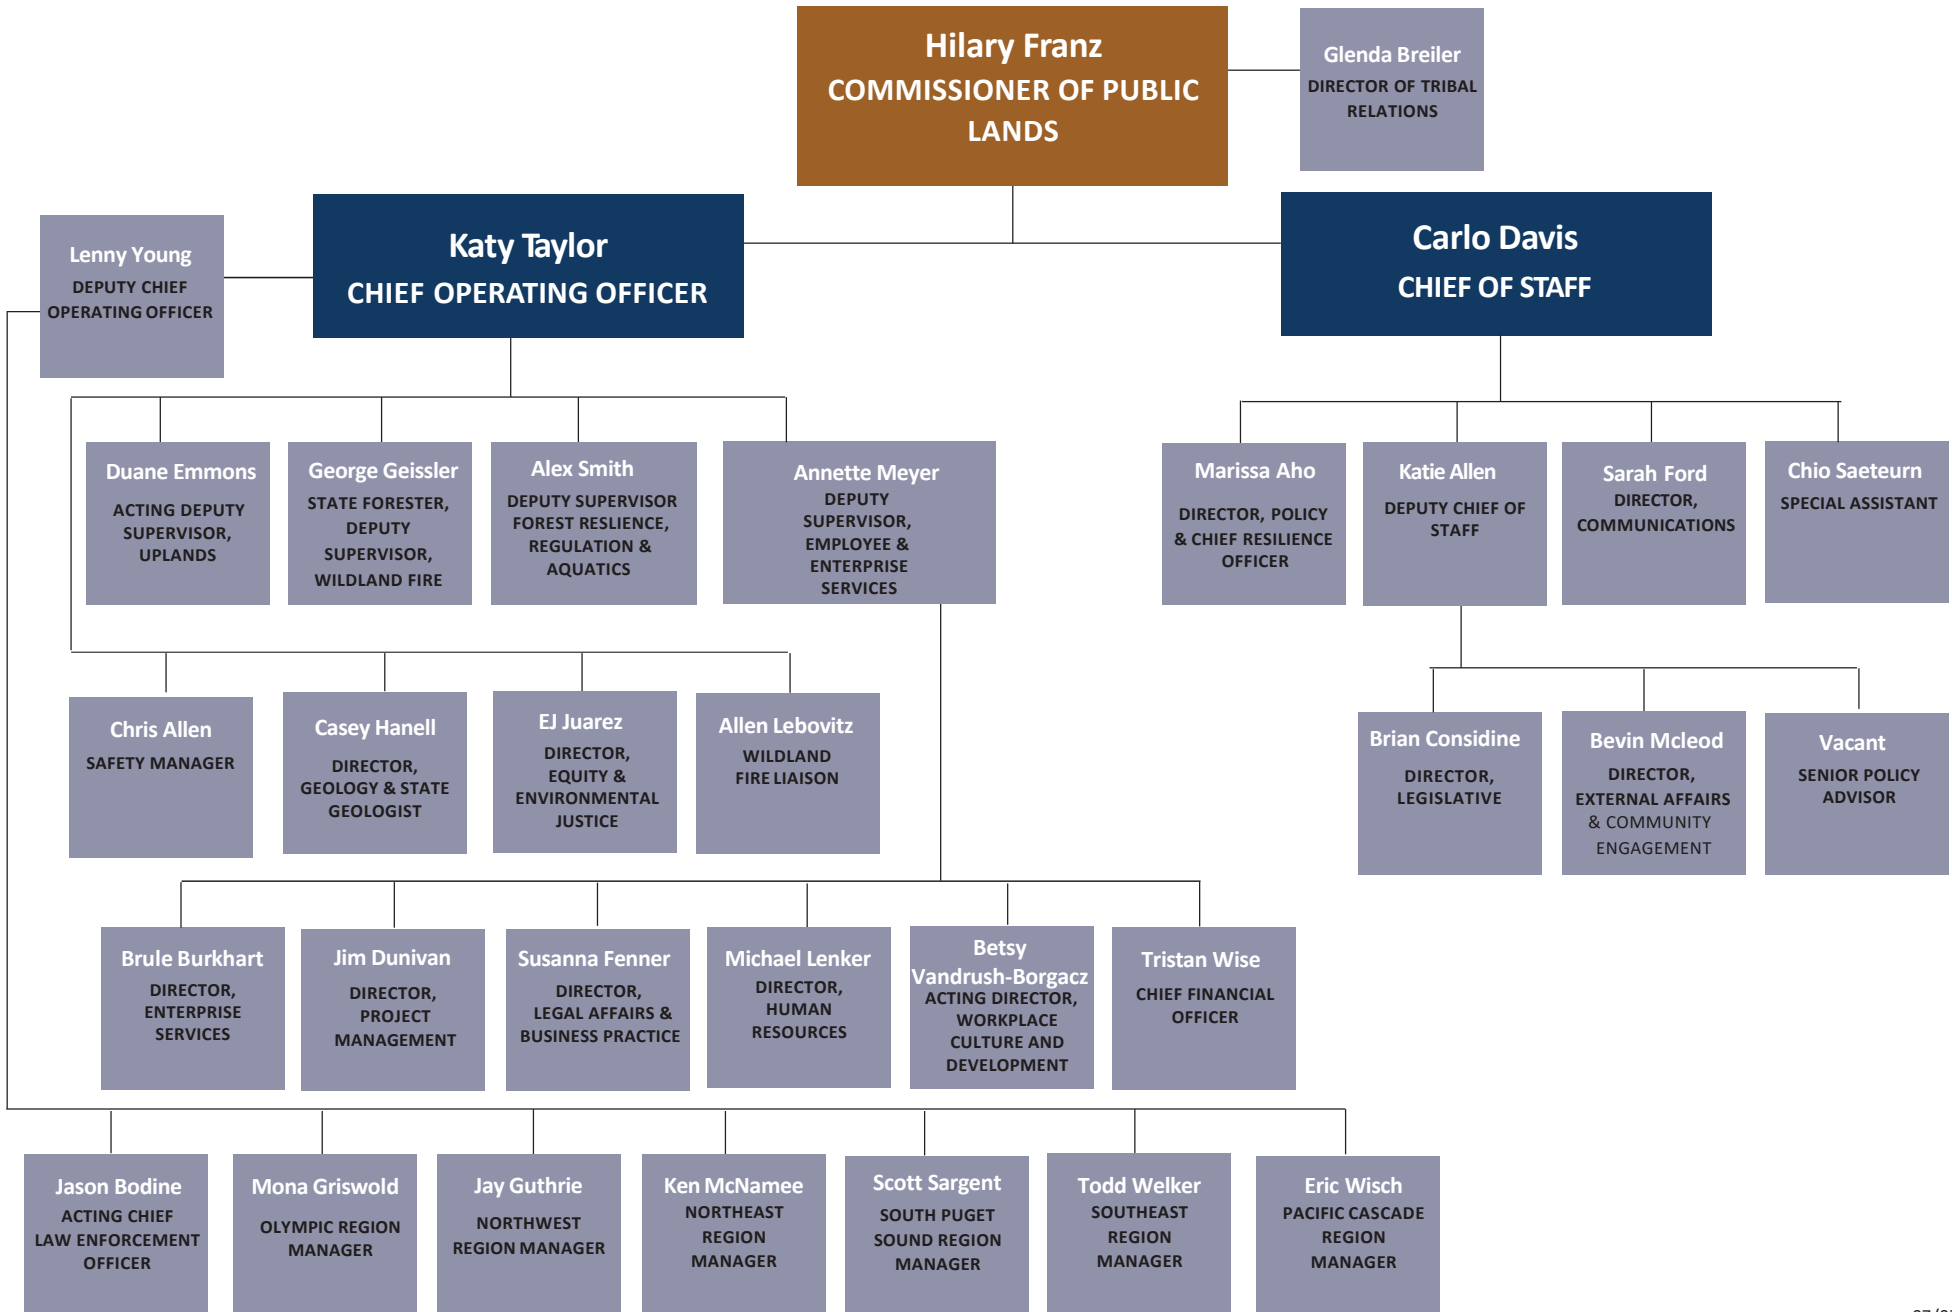 Hilary Franz
COMMISSIONER OF PUBLIC
LANDS
Glenda Breiler
DIRECTOR OF TRIBAL
RELATIONS
Lenny Young
DEPUTY CHIEF
OPERATING OFFICER
Katy Taylor
CHIEF OPERATING OFFICER
Carlo Davis
CHIEF OF STAFF
Duane Emmons
ACTING DEPUTY
SUPERVISOR,
UPLANDS
George Geissler
STATE FORESTER,
DEPUTY
SUPERVISOR,
WILDLAND FIRE
Alex Smith
DEPUTY SUPERVISOR
FOREST RESLIENCE,
REGULATION &
AQUATICS
Annette Meyer
DEPUTY
SUPERVISOR,
EMPLOYEE &
ENTERPRISE
SERVICES
Marissa Aho
DIRECTOR, POLICY
& CHIEF RESILIENCE
OFFICER
Katie Allen
DEPUTY CHIEF OF
STAFF
Sarah Ford
DIRECTOR,
COMMUNICATIONS
Chio Saeteurn
SPECIAL ASSISTANT
Chris Allen
SAFETY MANAGER
Casey Hanell
DIRECTOR,
GEOLOGY & STATE
GEOLOGIST
EJ Juarez
DIRECTOR,
EQUITY &
ENVIRONMENTAL
JUSTICE
Allen Lebovitz
WILDLAND
FIRE LIAISON
Brian Considine
DIRECTOR,
LEGISLATIVE
Bevin Mcleod
DIRECTOR,
EXTERNAL AFFAIRS
& COMMUNITY
ENGAGEMENT
Vacant
SENIOR POLICY
ADVISOR
Brule Burkhart
DIRECTOR,
ENTERPRISE
SERVICES
Jim Dunivan
DIRECTOR,
PROJECT
MANAGEMENT
Susanna Fenner
DIRECTOR,
LEGAL AFFAIRS &
BUSINESS PRACTICE
Michael Lenker
DIRECTOR,
HUMAN
RESOURCES
Betsy
Vandrush-Borgacz
ACTING DIRECTOR,
WORKPLACE
CULTURE AND
DEVELOPMENT
Tristan Wise
CHIEF FINANCIAL
OFFICER
Jason Bodine
ACTING CHIEF
LAW ENFORCEMENT
OFFICER
Mona Griswold
OLYMPIC REGION
MANAGER
Jay Guthrie
NORTHWEST
REGION MANAGER
Ken McNamee
NORTHEAST
REGION
MANAGER
Scott Sargent
SOUTH PUGET
SOUND REGION
MANAGER
Todd Welker
SOUTHEAST
REGION
MANAGER
Eric Wisch
PACIFIC CASCADE
REGION
MANAGER